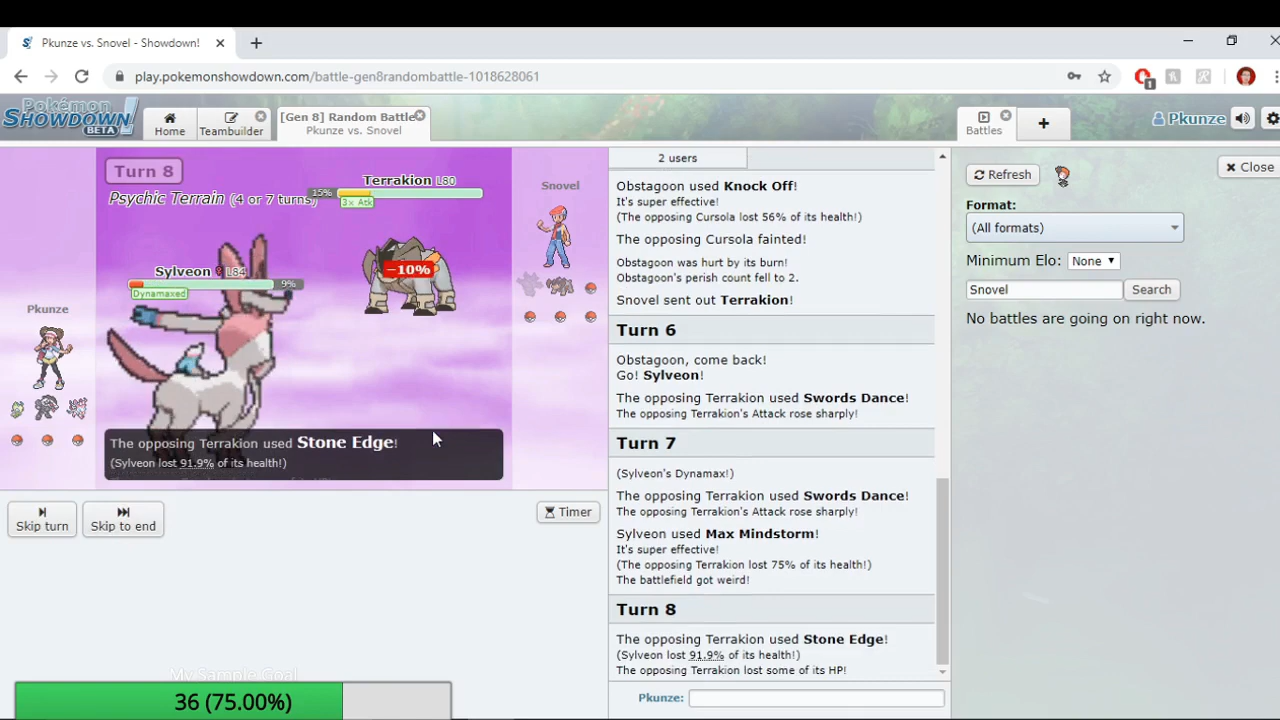 Pkunze vs. Snovel - Showdown!
play.pokemonshowdown.com/battle-gen8randombattle-1018628061
1
Pokémon
SHOWDOWN!
BETA
Home
Teambuilder
[Gen 8] Random Battle
Pkunze vs. Snovel
Battles
Pkunze
Turn 8
Psychic Terrain (4 or 7 turns)
Terrakion L80
15%
3× Atk
Sylveon L84
9%
Dynamaxed
−10%
Pkunze
Snovel
The opposing Terrakion used Stone Edge!
(Sylveon lost 91.9% of its health!)
Skip turn
Skip to end
Timer
2 users
Obstagoon used Knock Off!
It's super effective!
(The opposing Cursola lost 56% of its health!)
The opposing Cursola fainted!
Obstagoon was hurt by its burn!
Obstagoon's perish count fell to 2.
Snovel sent out Terrakion!
Turn 6
Obstagoon, come back!
Go! Sylveon!
The opposing Terrakion used Swords Dance!
The opposing Terrakion's Attack rose sharply!
Turn 7
(Sylveon's Dynamax!)
The opposing Terrakion used Swords Dance!
The opposing Terrakion's Attack rose sharply!
Sylveon used Max Mindstorm!
It's super effective!
(The opposing Terrakion lost 75% of its health!)
The battlefield got weird!
Turn 8
The opposing Terrakion used Stone Edge!
(Sylveon lost 91.9% of its health!)
The opposing Terrakion lost some of its HP!
Pkunze:
Refresh
Close
Format:
(All formats)
Minimum Elo: None
Snovel
Search
No battles are going on right now.
My Sample Goal
36 (75.00%)